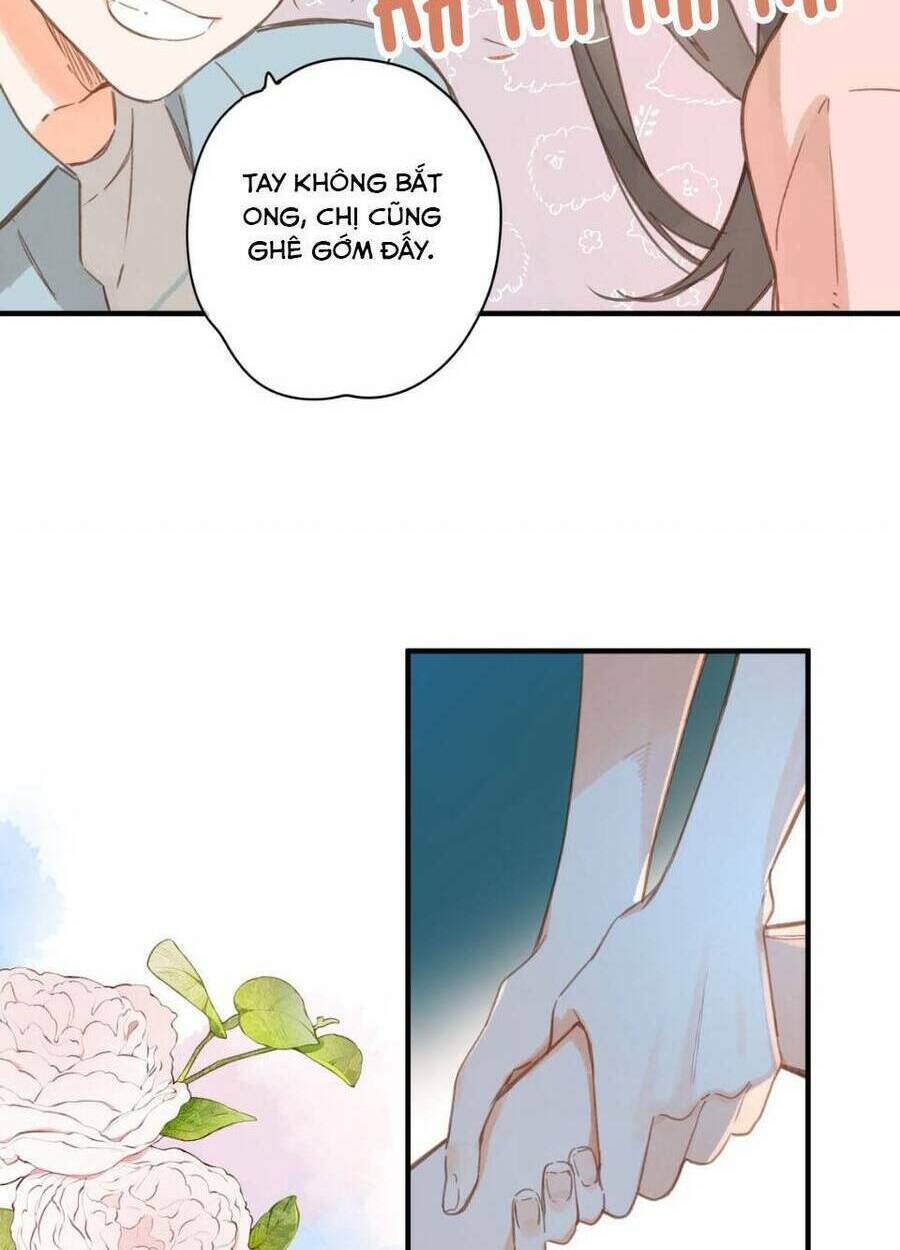 TAY KHÔNG BẮT
ONG, CHỊ CŨNG
GHÊ GỚM ĐẤY.